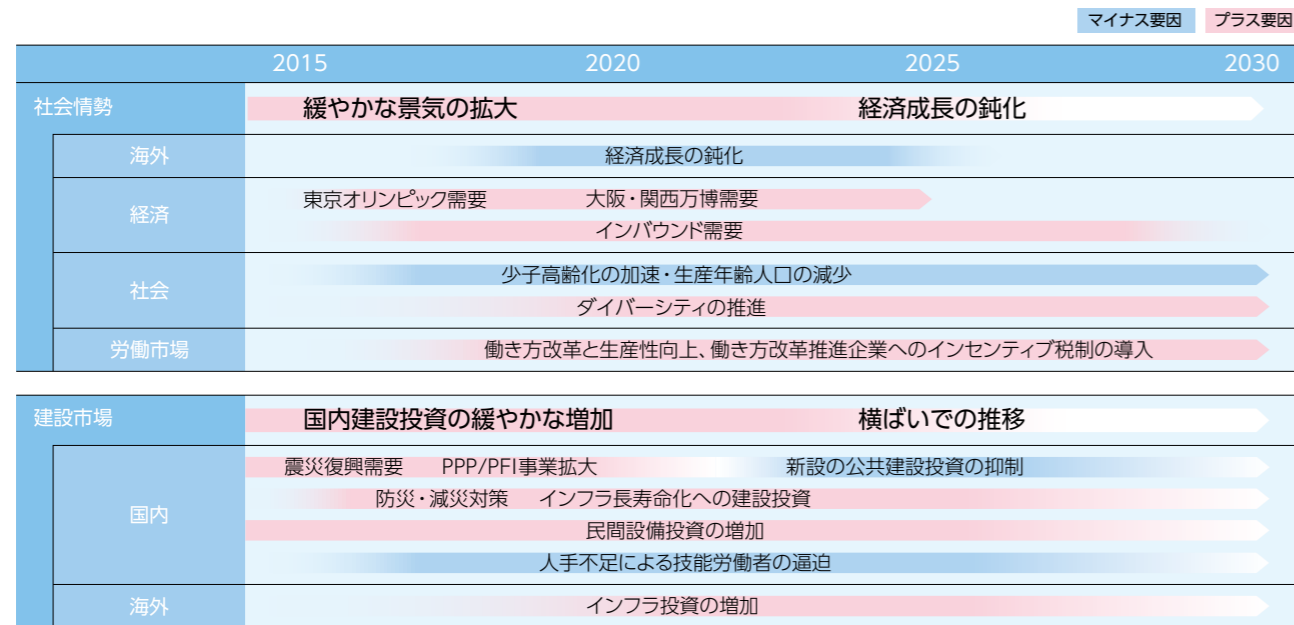 マイナス要因 プラス要因
2015 2020 2025 2030
社会情勢 緩やかな景気の拡大 経済成長の鈍化
海外 経済成長の鈍化
経済 東京オリンピック需要 大阪・関西万博需要
インバウンド需要
社会 少子高齢化の加速・生産年齢人口の減少
ダイバーシティの推進
労働市場 働き方改革と生産性向上、働き方改革推進企業へのインセンティブ税制の導入
建設市場 国内建設投資の緩やかな増加 横ばいでの推移
国内 震災復興需要 PPP/PFI事業拡大 新設の公共建設投資の抑制
防災・減災対策 インフラ長寿命化への建設投資
民間設備投資の増加
人手不足による技能労働者の逼迫
海外 インフラ投資の増加